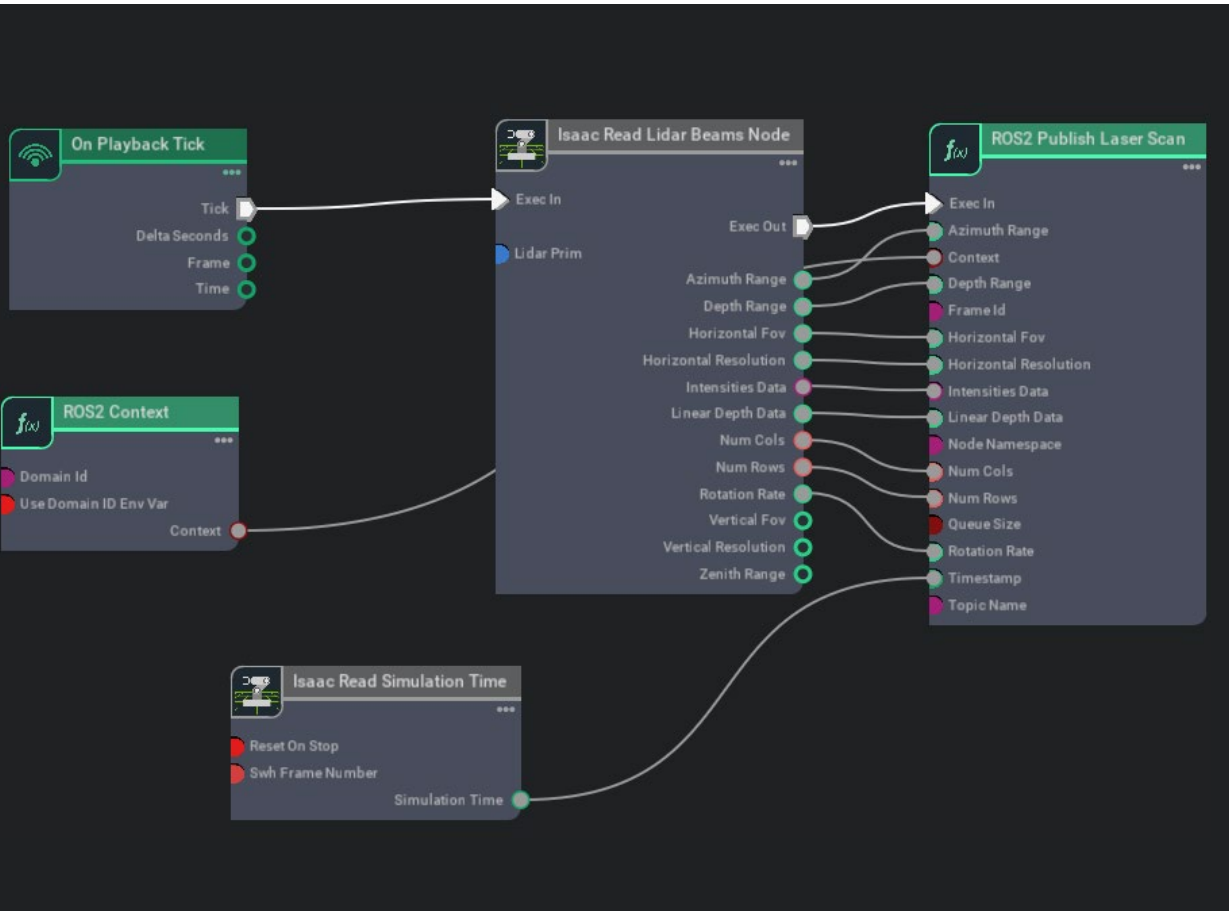 On Playback Tick
Tick
Delta Seconds
Frame
Time
ROS2 Context
Domain Id
Use Domain ID Env Var
Context
Isaac Read Lidar Beams Node
Exec In
Exec Out
Lidar Prim
Azimuth Range
Depth Range
Horizontal Fov
Horizontal Resolution
Intensities Data
Linear Depth Data
Num Cols
Num Rows
Rotation Rate
Vertical Fov
Vertical Resolution
Zenith Range
Isaac Read Simulation Time
Reset On Stop
Swh Frame Number
Simulation Time
ROS2 Publish Laser Scan
Exec In
Azimuth Range
Context
Depth Range
Frame Id
Horizontal Fov
Horizontal Resolution
Intensities Data
Linear Depth Data
Node Namespace
Num Cols
Num Rows
Queue Size
Rotation Rate
Timestamp
Topic Name